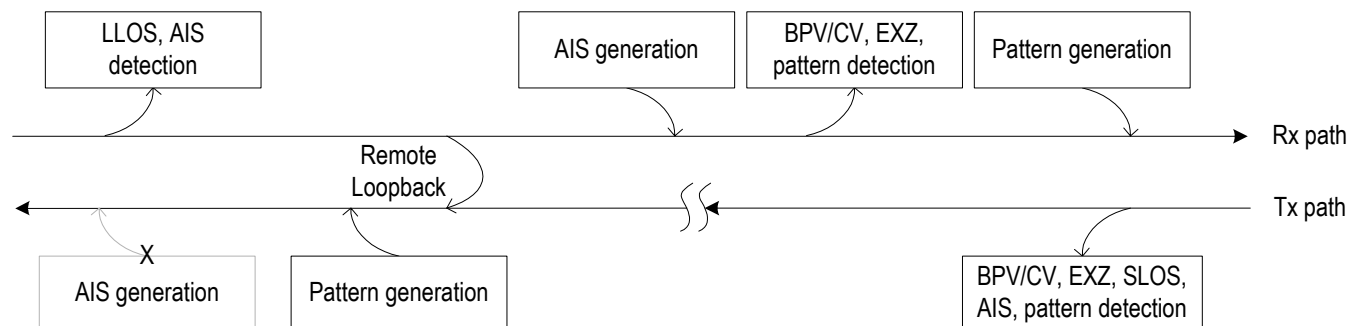 LLOS, AIS
detection
AIS generation
BPV/CV, EXZ,
pattern detection
Pattern generation
Rx path
Remote
Loopback
Tx path
X
AIS generation
Pattern generation
BPV/CV, EXZ, SLOS,
AIS, pattern detection